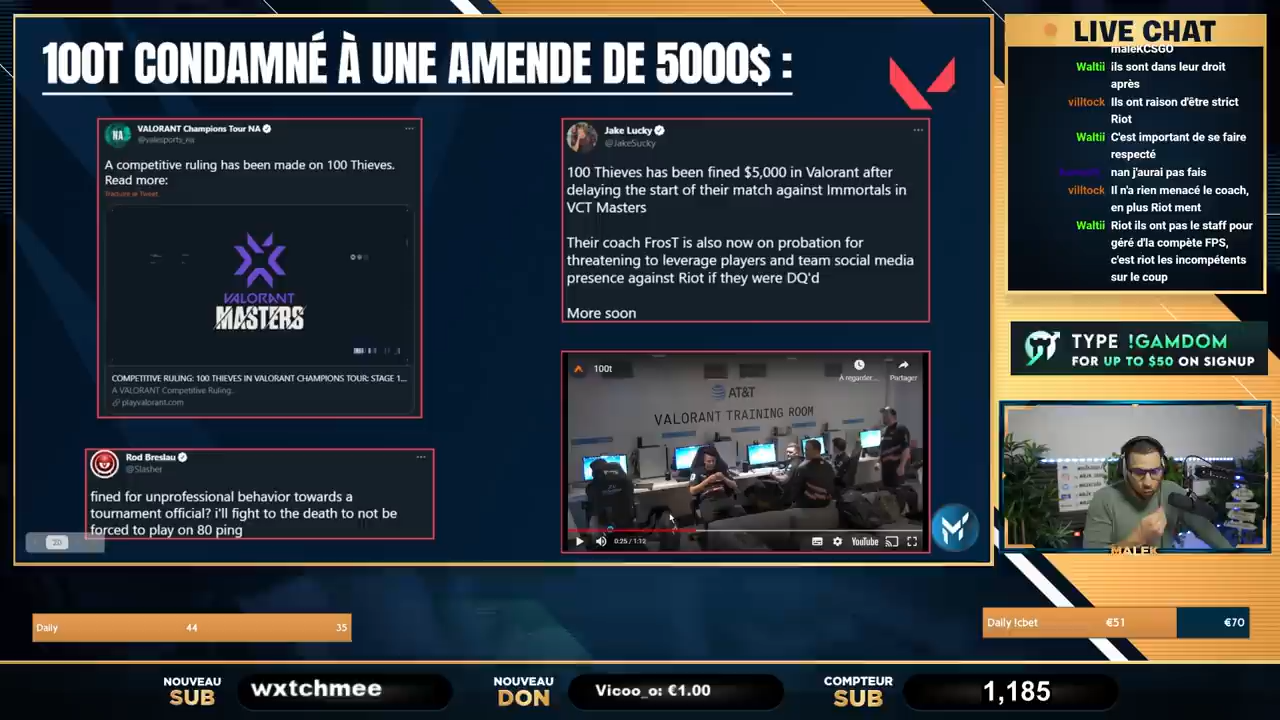 100T CONDAMNÉ À UNE AMENDE DE 5000$ :
VALORANT Champions Tour NA
@valesports_na
A competitive ruling has been made on 100 Thieves.
Read more:
Traduire le Tweet
VALORANT
MASTERS
COMPETITIVE RULING: 100 THIEVES IN VALORANT CHAMPIONS TOUR: STAGE 1...
A VALORANT Competitive Ruling..
playvalorant.com
Rod Breslau
@Slasher
fined for unprofessional behavior towards a
tournament official? i'll fight to the death to not be
forced to play on 80 ping
20
Jake Lucky
@JakeSucky
100 Thieves has been fined $5,000 in Valorant after
delaying the start of their match against Immortals in
VCT Masters
Their coach FrosT is also now on probation for
threatening to leverage players and team social media
presence against Riot if they were DQ'd
More soon
100t
À regarder...
Partager
AT&T
VALORANT TRAINING ROOM
0:25 / 1:12
YouTube
LIVE CHAT
maleKCSGO
Waltii ils sont dans leur droit
après
villtock Ils ont raison d'être strict
Riot
Waltii C'est important de se faire
respecté
nan j'aurai pas fais
villtock Il n'a rien menacé le coach,
en plus Riot ment
Waltii Riot ils ont pas le staff pour
géré d'la compète FPS,
c'est riot les incompétents
sur le coup
TYPE !GAMDOM
FOR UP TO $50 ON SIGNUP
MALEK
Daily 44 35
Daily !cbet €51 €70
NOUVEAU
SUB
wxtchmee
NOUVEAU
DON
Vicoo_o: €1.00
COMPTEUR
SUB
1,185